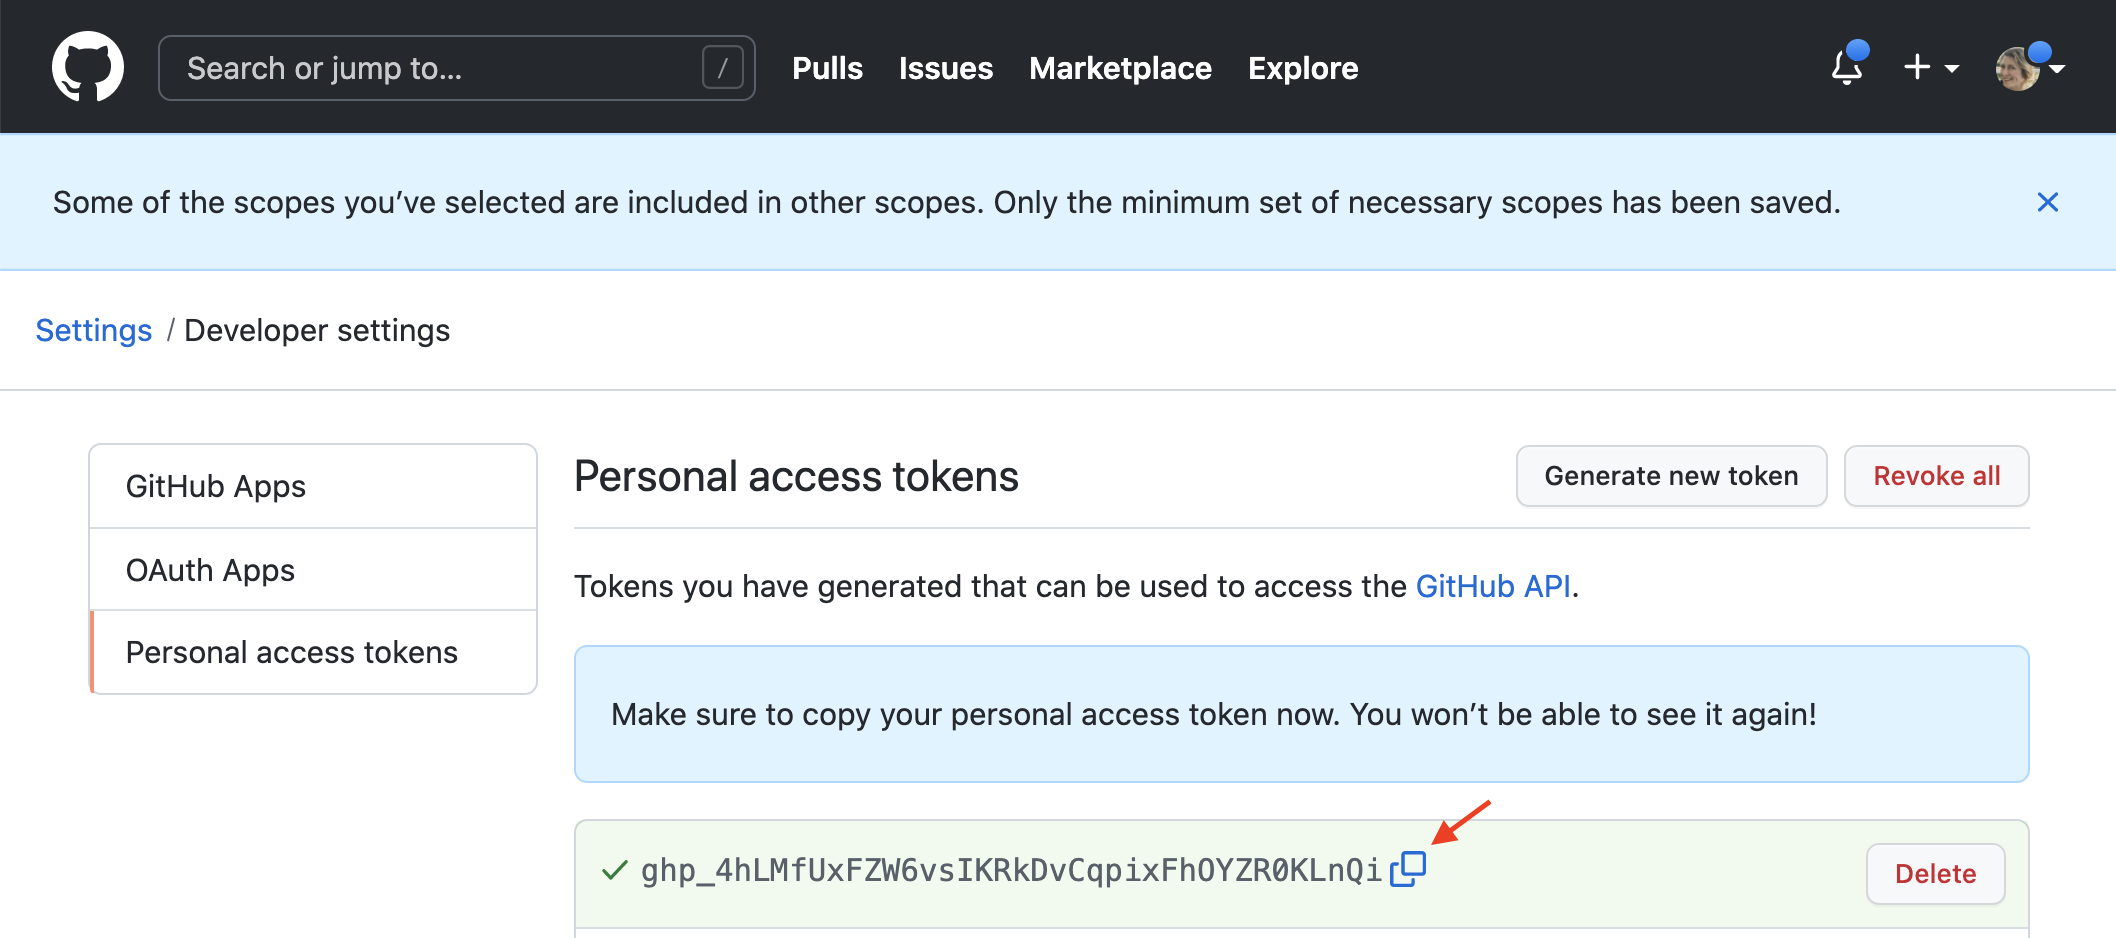 Search or jump to... /
Pulls Issues Marketplace Explore
Some of the scopes you’ve selected are included in other scopes. Only the minimum set of necessary scopes has been saved.
Settings / Developer settings
GitHub Apps
OAuth Apps
Personal access tokens
Personal access tokens
Generate new token
Revoke all
Tokens you have generated that can be used to access the GitHub API.
Make sure to copy your personal access token now. You won’t be able to see it again!
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
Delete